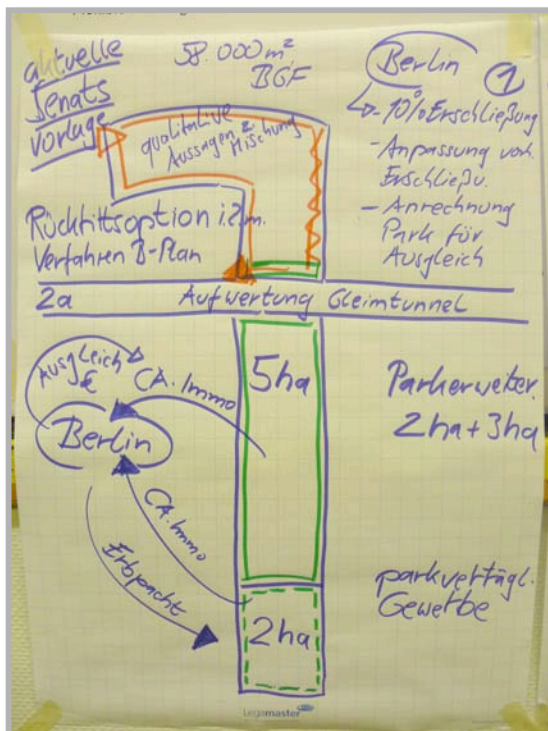 aktuelle
Senats
vorlage
58.000 m²
BGF
qualitative
Aussagen z
Mischung
Berlin
1
10% Erschließung
- Anpassung vorh.
Erschließu.
- Anrechnung
Park für
Ausgleich
Rücktrittsoption i.Z.m.
Verfahren B-Plan
2a Aufwertung Gleimtunnel
Ausgleich
€
CA.Immo
Berlin
5ha
Parkerweiter.
2ha + 3ha
CA.Immo
Erbpacht
2ha
parkverträgl.
Gewerbe
Legamaster